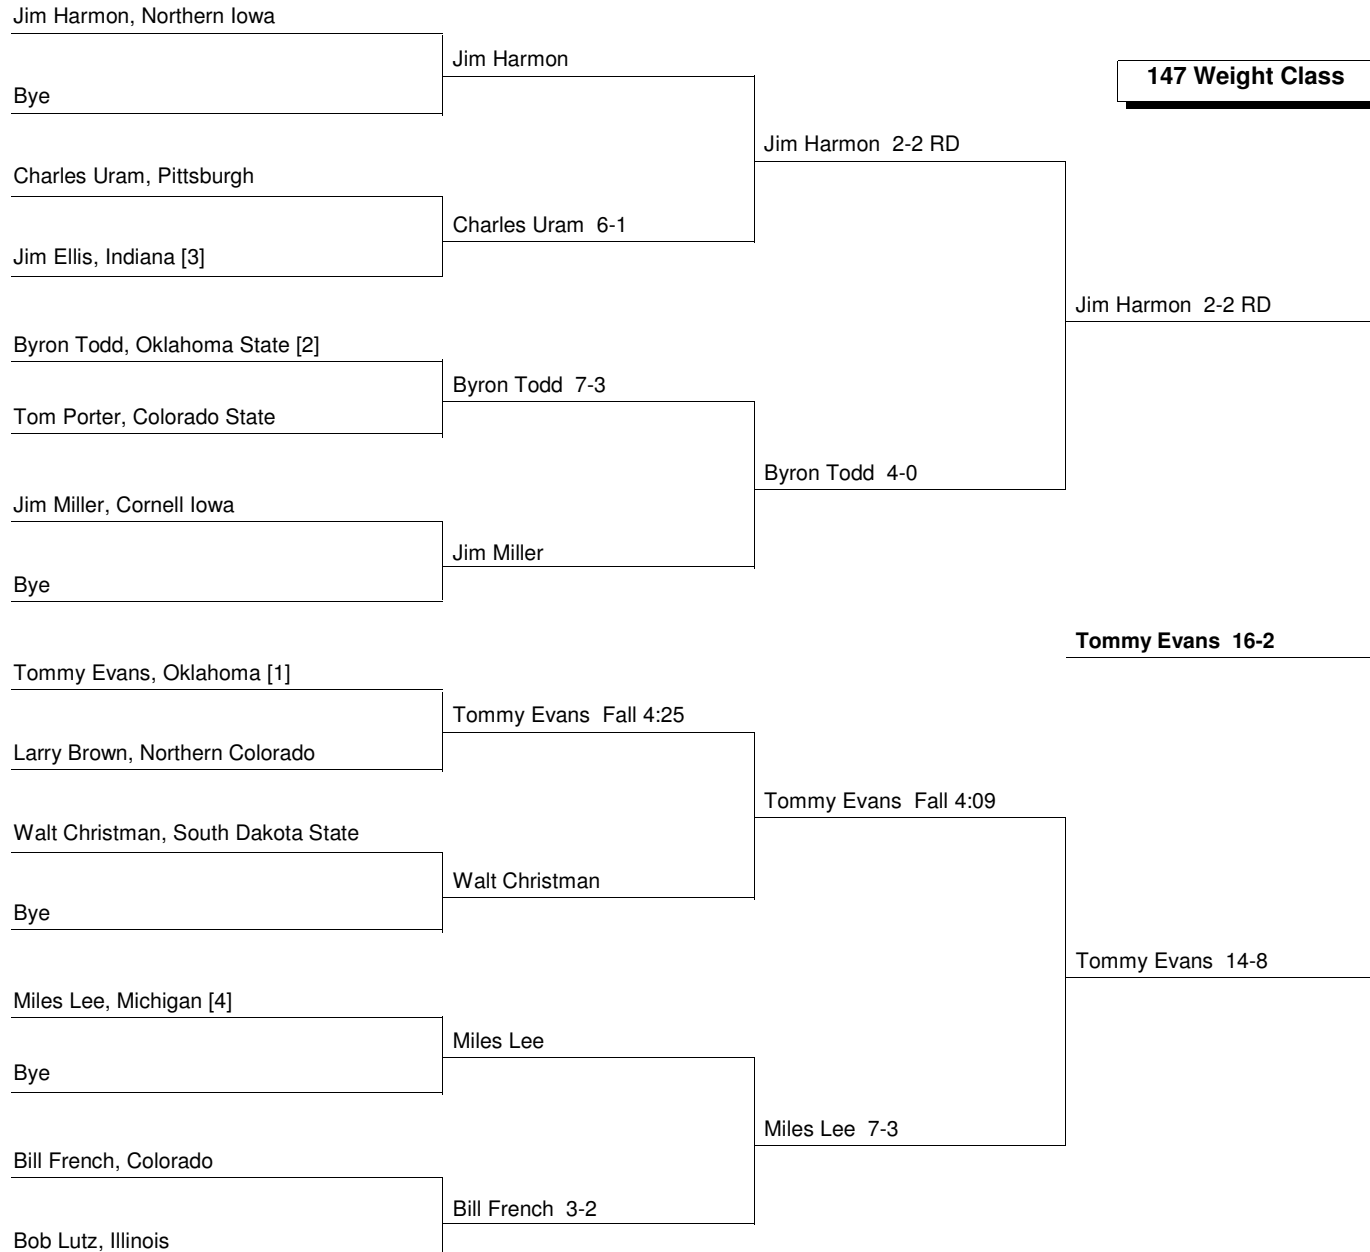 Jim Harmon, Northern Iowa
Jim Harmon
147 Weight Class
Bye
Jim Harmon 2-2 RD
Charles Uram, Pittsburgh
Charles Uram 6-1
Jim Ellis, Indiana [3]
Jim Harmon 2-2 RD
Byron Todd, Oklahoma State [2]
Byron Todd 7-3
Tom Porter, Colorado State
Byron Todd 4-0
Jim Miller, Cornell Iowa
Jim Miller
Bye
Tommy Evans 16-2
Tommy Evans, Oklahoma [1]
Tommy Evans Fall 4:25
Larry Brown, Northern Colorado
Tommy Evans Fall 4:09
Walt Christman, South Dakota State
Walt Christman
Bye
Tommy Evans 14-8
Miles Lee, Michigan [4]
Miles Lee
Bye
Miles Lee 7-3
Bill French, Colorado
Bill French 3-2
Bob Lutz, Illinois